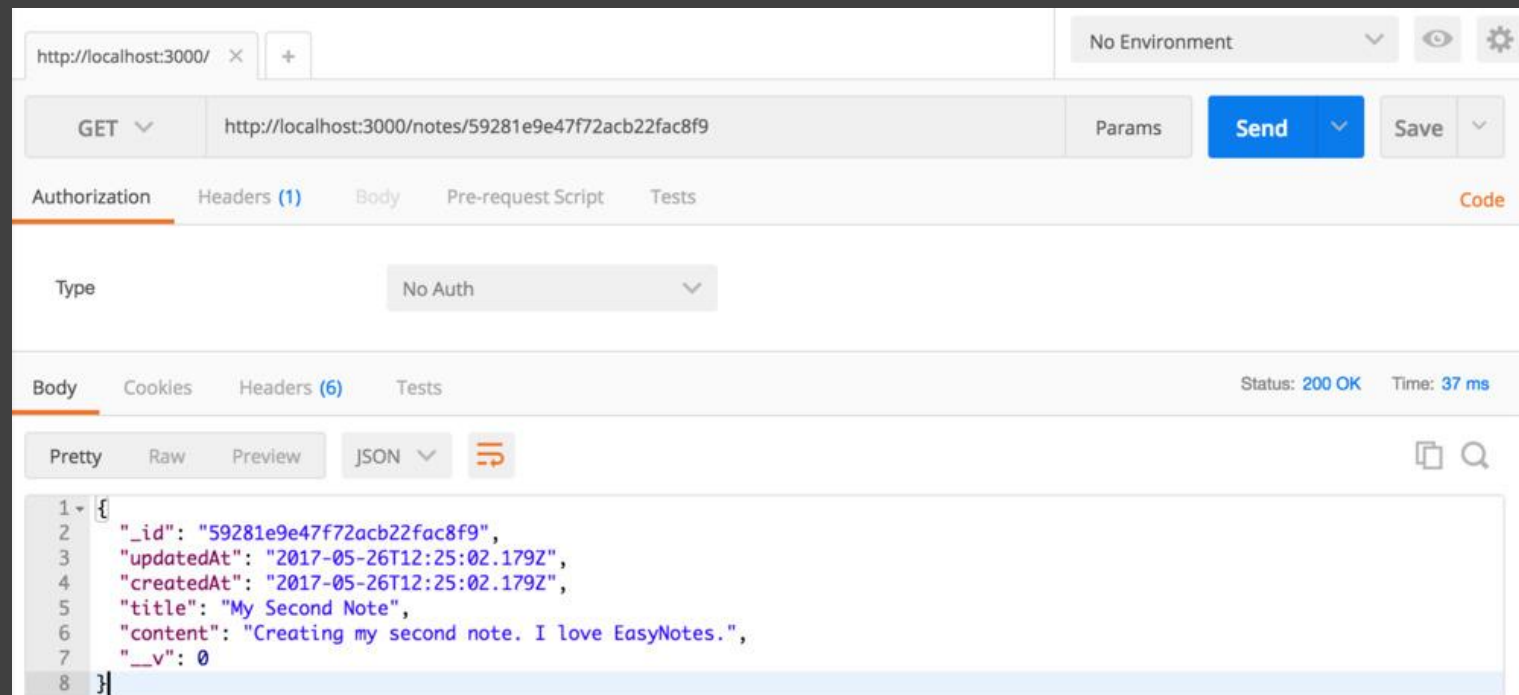 http://localhost:3000/ × + No Environment
GET http://localhost:3000/notes/59281e9e47f72acb22fac8f9 Params Send Save
Authorization Headers (1) Body Pre-request Script Tests Code
Type No Auth
Body Cookies Headers (6) Tests Status: 200 OK Time: 37 ms
Pretty Raw Preview JSON
1 {
2 "_id": "59281e9e47f72acb22fac8f9",
3 "updatedAt": "2017-05-26T12:25:02.179Z",
4 "createdAt": "2017-05-26T12:25:02.179Z",
5 "title": "My Second Note",
6 "content": "Creating my second note. I love EasyNotes.",
7 "__v": 0
8 }